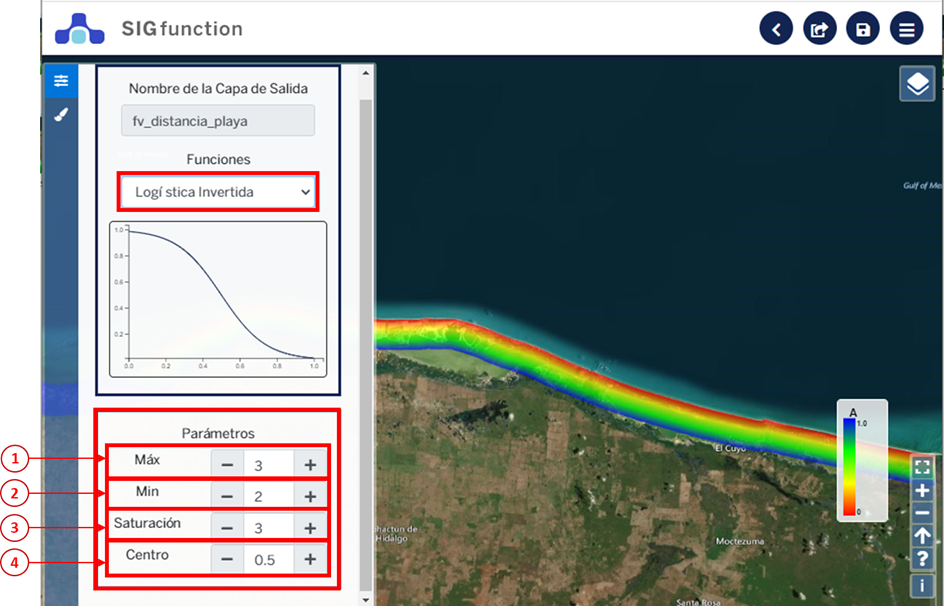 SIGfunction
Nombre de la Capa de Salida
fv_distancia_playa
Funciones
Logí stica Invertida
1.0
0.8
0.6
0.4
0.2
0.0 0.2 0.4 0.6 0.8 1.0
Parámetros
1 Máx − 3 +
2 Min − 2 +
3 Saturación − 3 +
4 Centro − 0.5 +
Gulf of Me
El Cuyo
hactún de
Hidalgo
Moctezuma
Santa Rosa
A
1.0
0
+
−
?
i